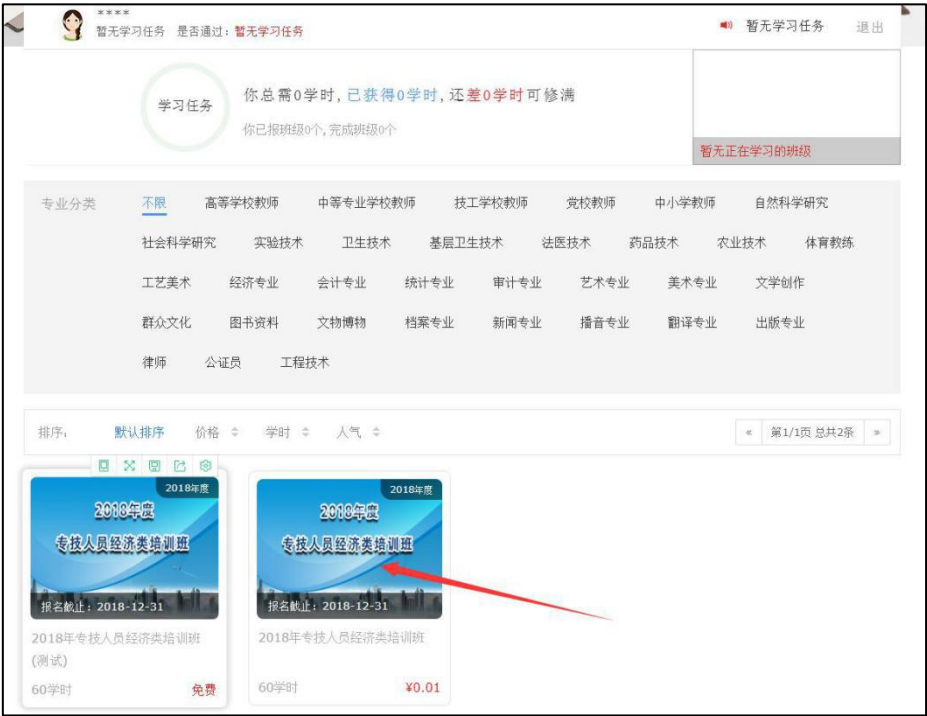 ****
暂无学习任务 是否通过：暂无学习任务
暂无学习任务 退出
学习任务
你总需0学时，已获得0学时，还差0学时可修满
你已报班级0个，完成班级0个
暂无正在学习的班级
专业分类 不限 高等学校教师 中等专业学校教师 技工学校教师 党校教师 中小学教师 自然科学研究
社会科学研究 实验技术 卫生技术 基层卫生技术 法医技术 药品技术 农业技术 体育教练
工艺美术 经济专业 会计专业 统计专业 审计专业 艺术专业 美术专业 文学创作
群众文化 图书资料 文物博物 档案专业 新闻专业 播音专业 翻译专业 出版专业
律师 公证员 工程技术
排序： 默认排序 价格 学时 人气 « 第1/1页 总共2条 »
2018年度
2018年度
专技人员经济类培训班
报名截止：2018-12-31
2018年专技人员经济类培训班
(测试)
60学时 免费
2018年度
2018年度
专技人员经济类培训班
报名截止：2018-12-31
2018年专技人员经济类培训班
60学时 ¥0.01